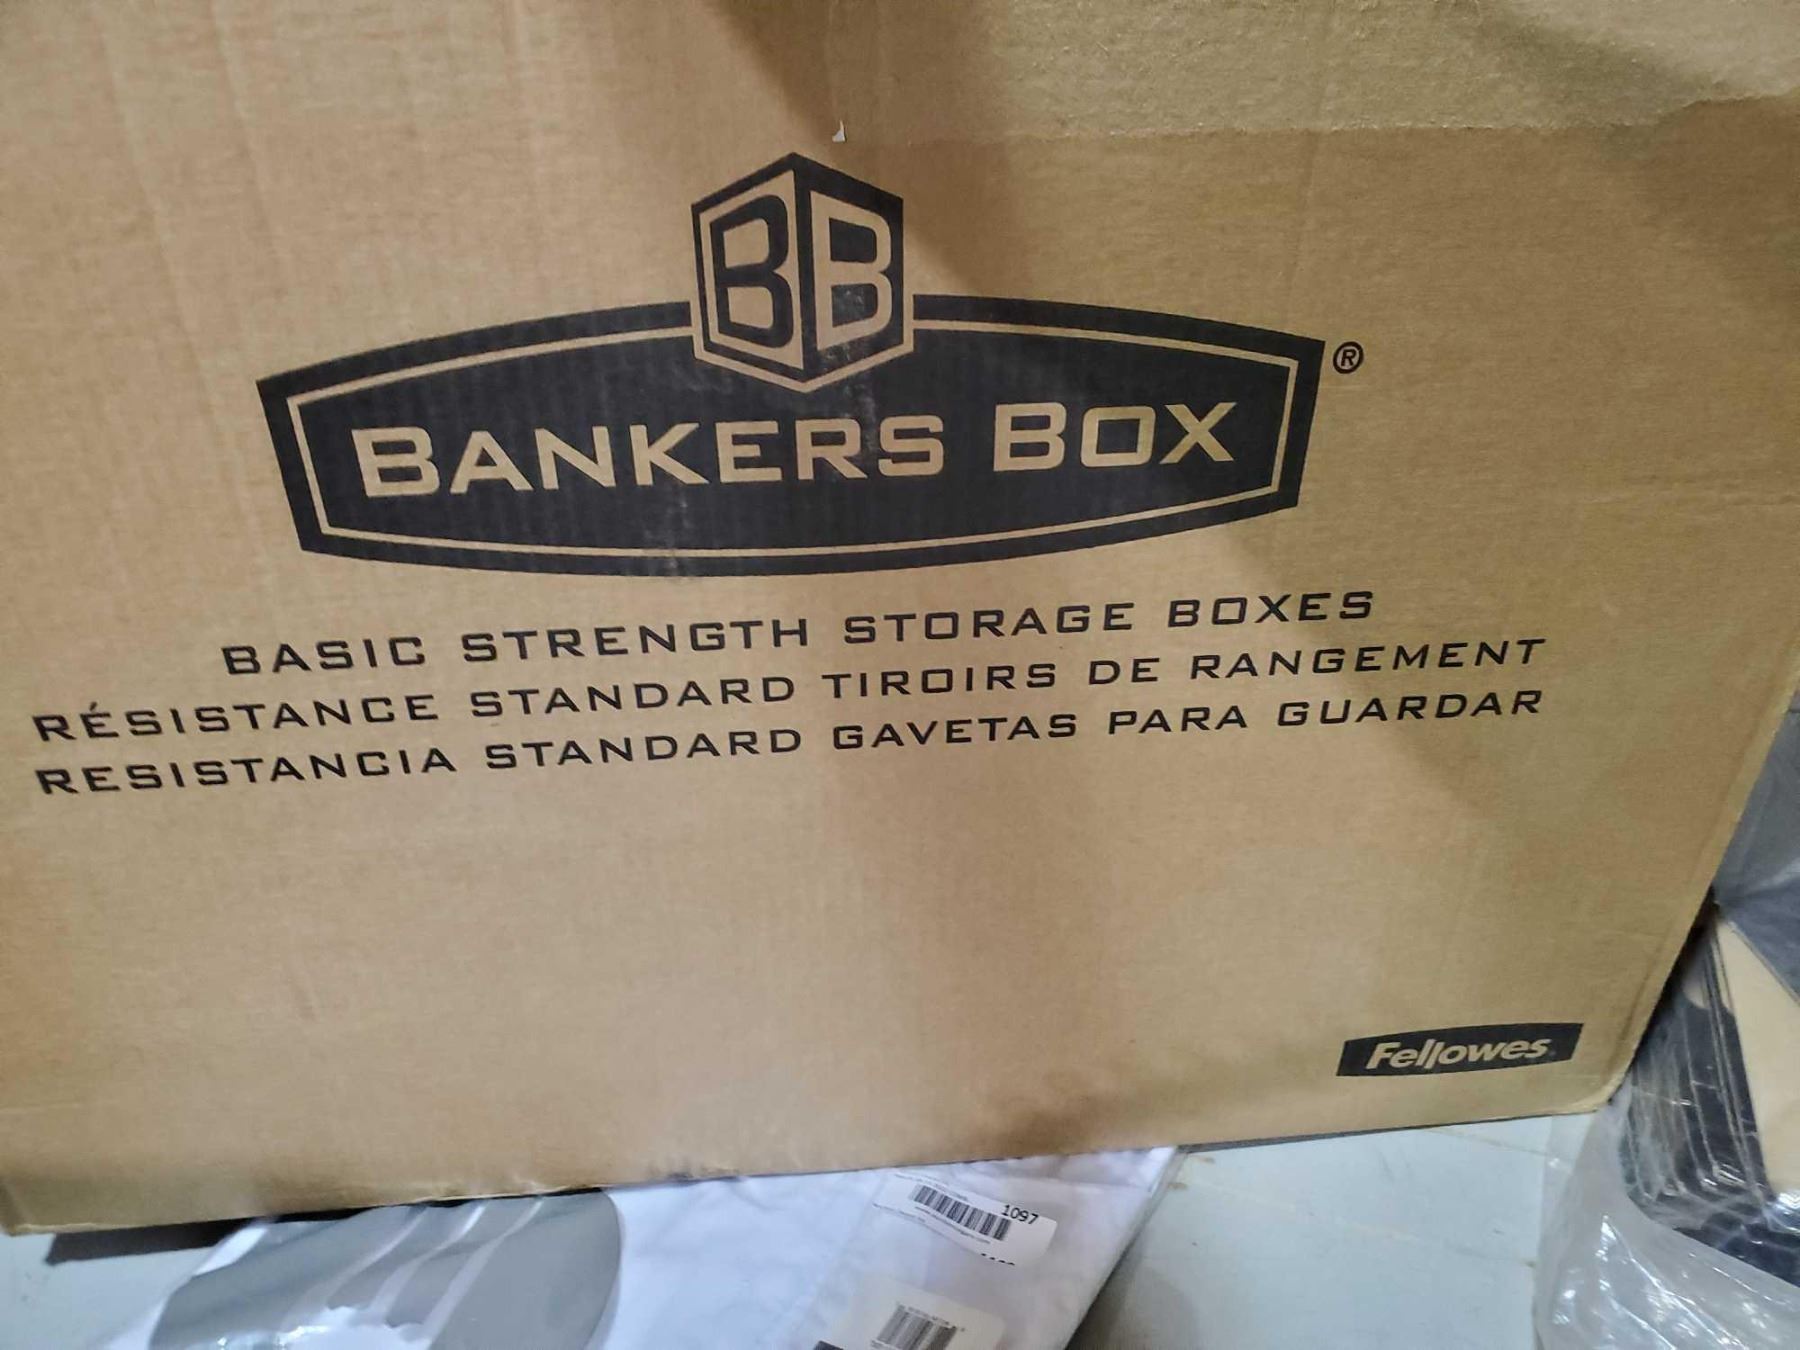 BB
BANKERS BOX ®
BASIC STRENGTH STORAGE BOXES
RÉSISTANCE STANDARD TIROIRS DE RANGEMENT
RESISTANCIA STANDARD GAVETAS PARA GUARDAR
Fellowes
1097